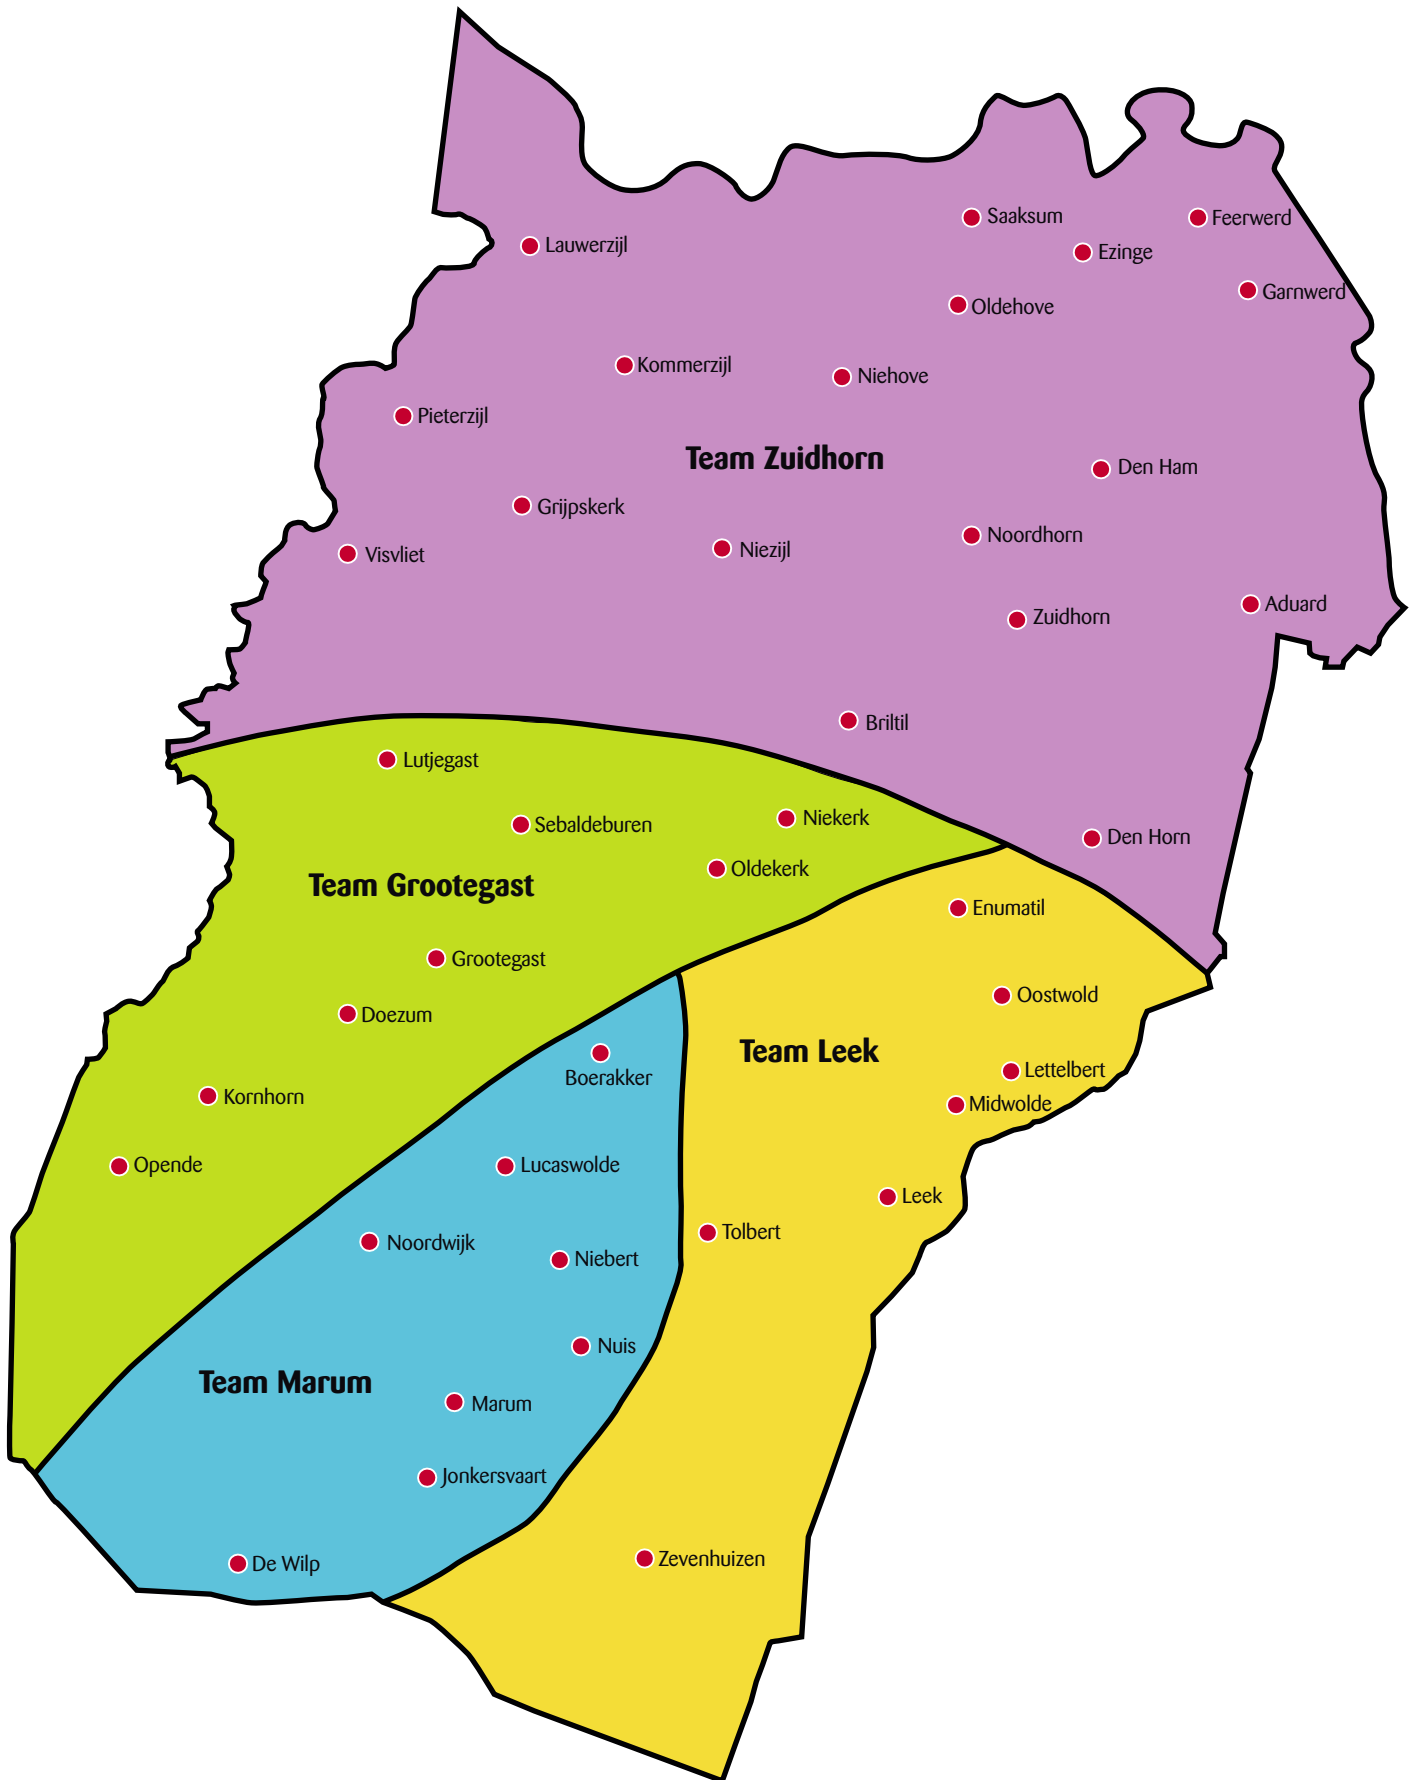 Saaksum
Feerwerd
Lauwerzijl
Ezinge
Garnwerd
Oldehove
Kommerzijl
Niehove
Pieterzijl
Team Zuidhorn
Den Ham
Grijpskerk
Noordhorn
Niezijl
Visvliet
Aduard
Zuidhorn
Briltil
Lutjegast
Niekerk
Sebaldeburen
Den Horn
Oldekerk
Team Grootegast
Enumatil
Grootegast
Oostwold
Doezum
Team Leek
Lettelbert
Boerakker
Kornhorn
Midwolde
Opende
Lucaswolde
Leek
Tolbert
Noordwijk
Niebert
Nuis
Team Marum
Marum
Jonkersvaart
Zevenhuizen
De Wilp